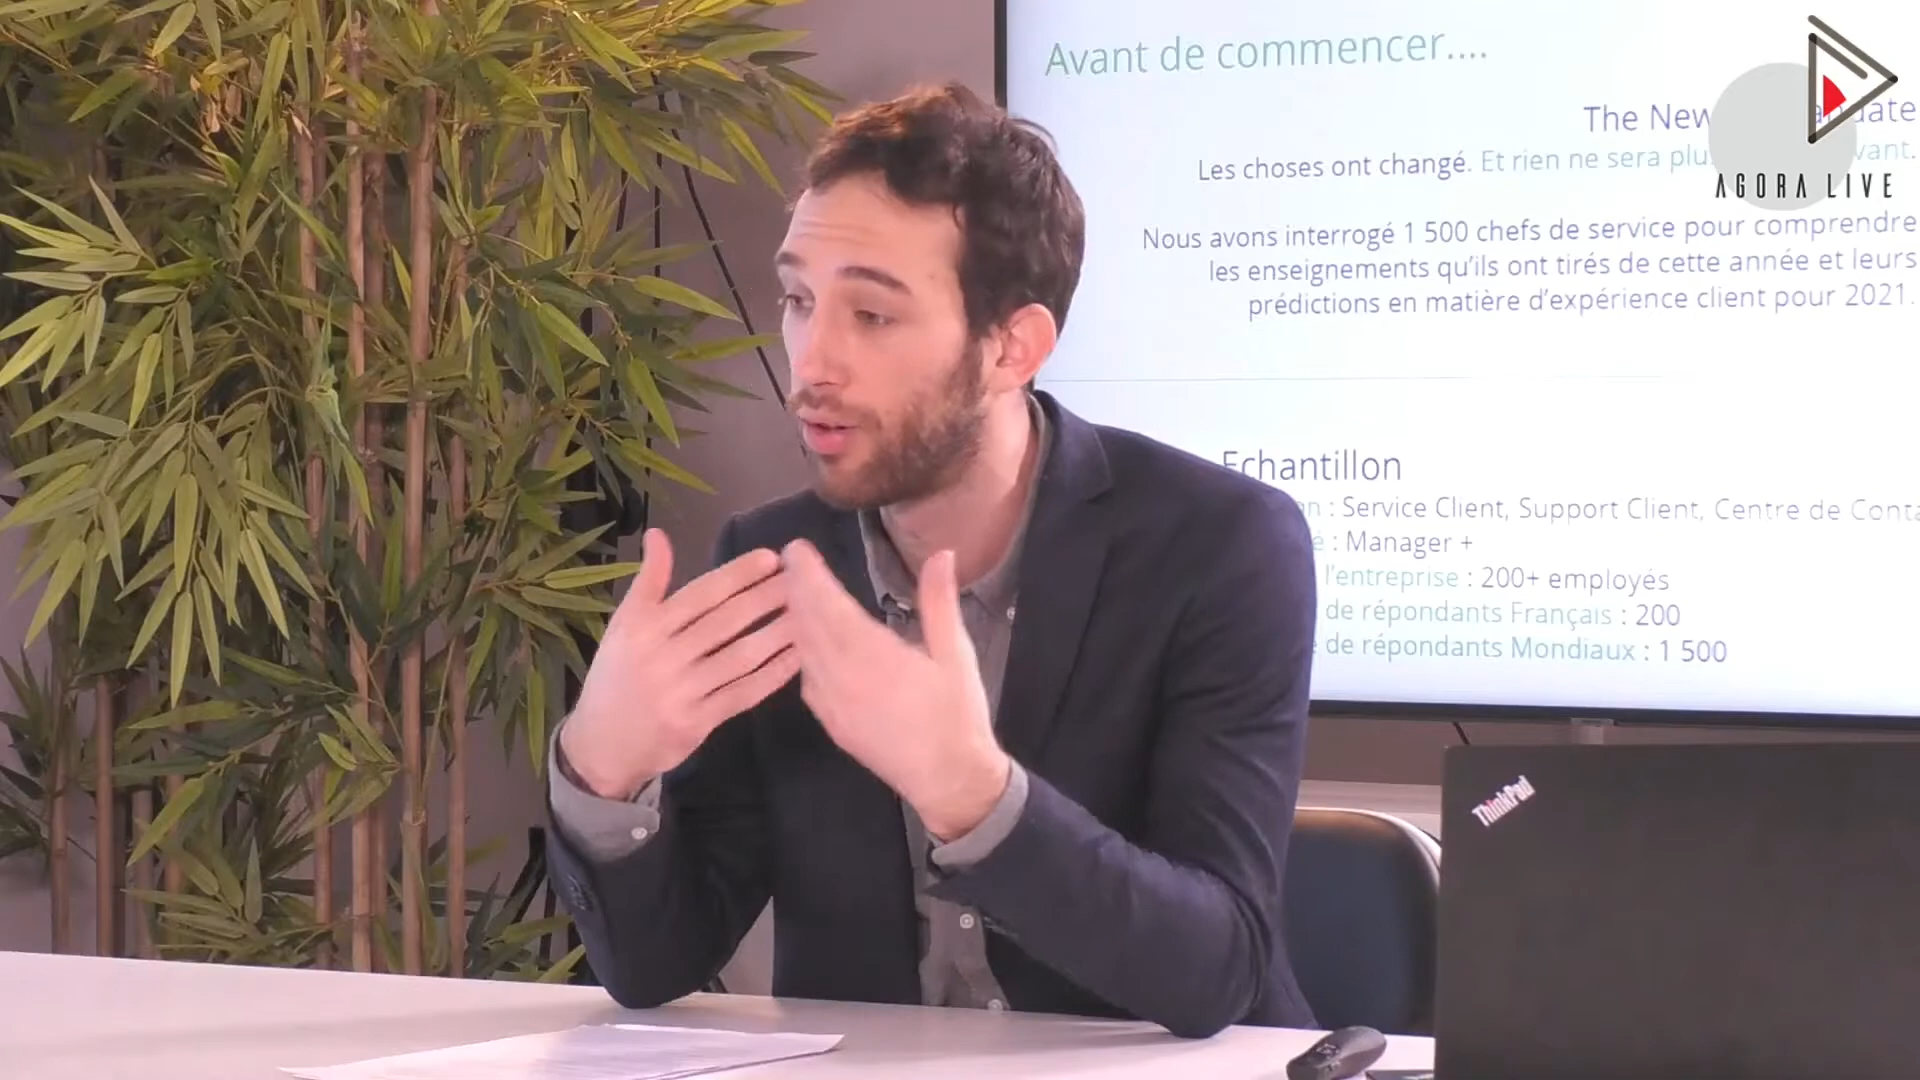 Avant de commencer....
The New
Les choses ont changé. Et rien ne sera vant.
AGORA LIVE
Nous avons interrogé 1 500 chefs de service pour comprendre
les enseignements qu'ils ont tirés de cette année et leurs
prédictions en matière d'expérience client pour 2021.
Echantillon
: Service Client, Support Client, Centre de
: Manager +
l'entreprise : 200+ employés
de répondants Français : 200
de répondants Mondiaux : 1 500
ThinkPad